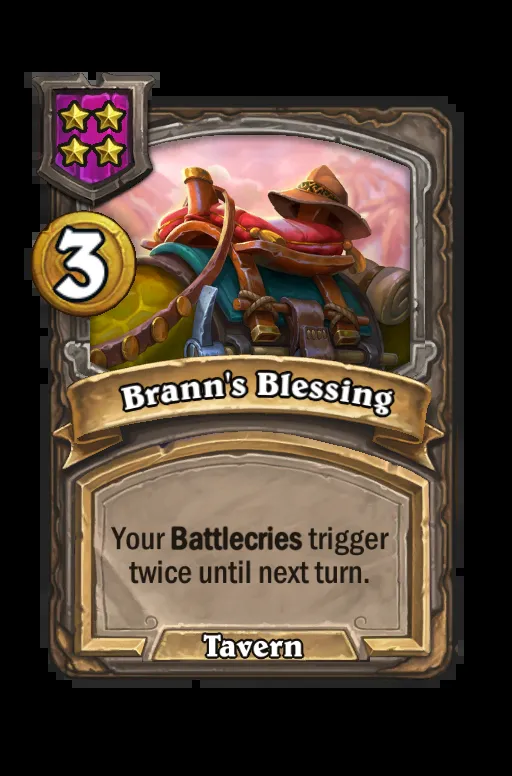 3
Brann's Blessing
Your Battlecries trigger
twice until next turn.
Tavern